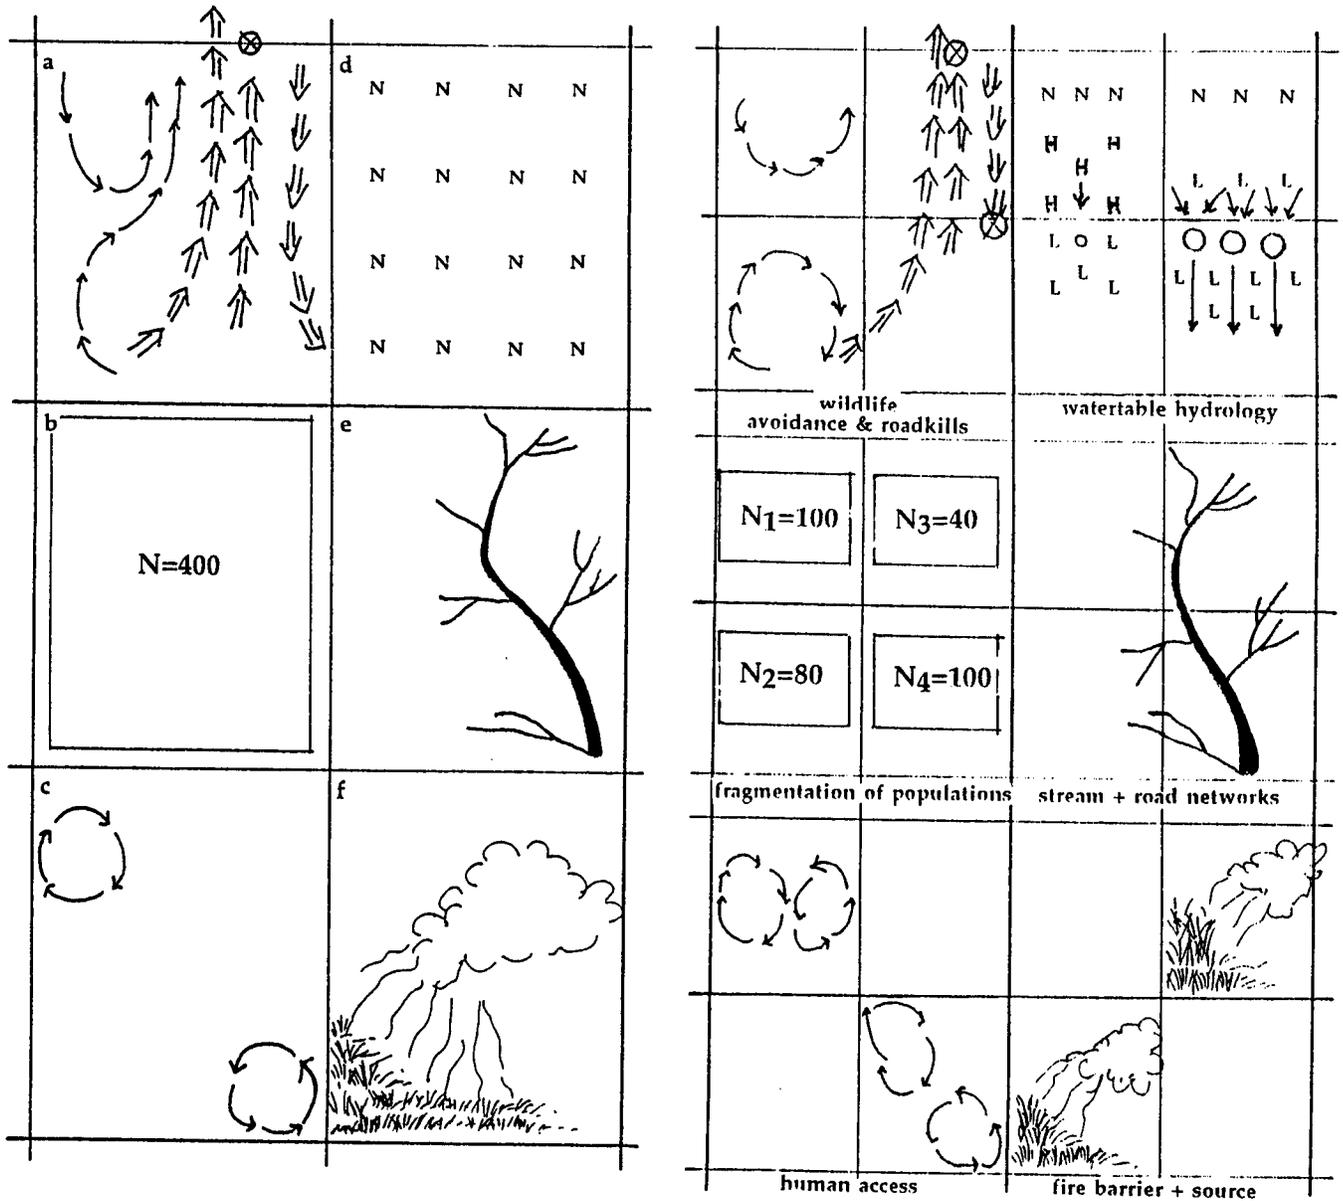 a
d
N N N N
N N N N
N N N N
N N N N
b
N=400
e
c
f
N N N
H H
H
H H
L O L
L
L L
N N N
L L L
L L L L
L L
wildlife
avoidance & roadkills
watertable hydrology
N1=100
N3=40
N2=80
N4=100
fragmentation of populations
stream + road networks
human access
fire barrier + source